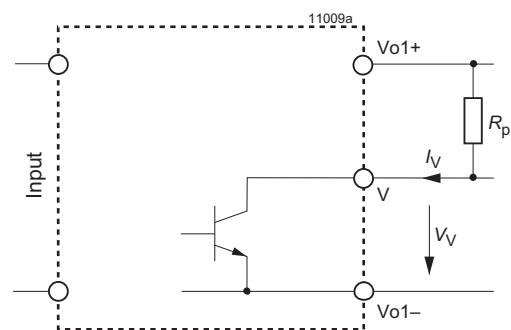 11009a
Vo1+
Rp
IV
Input
V
VV
Vo1–